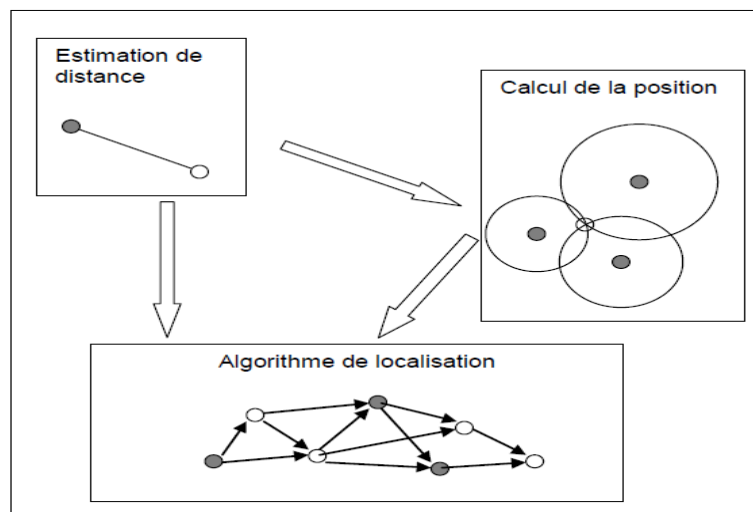 Estimation de
distance
Calcul de la position
Algorithme de localisation